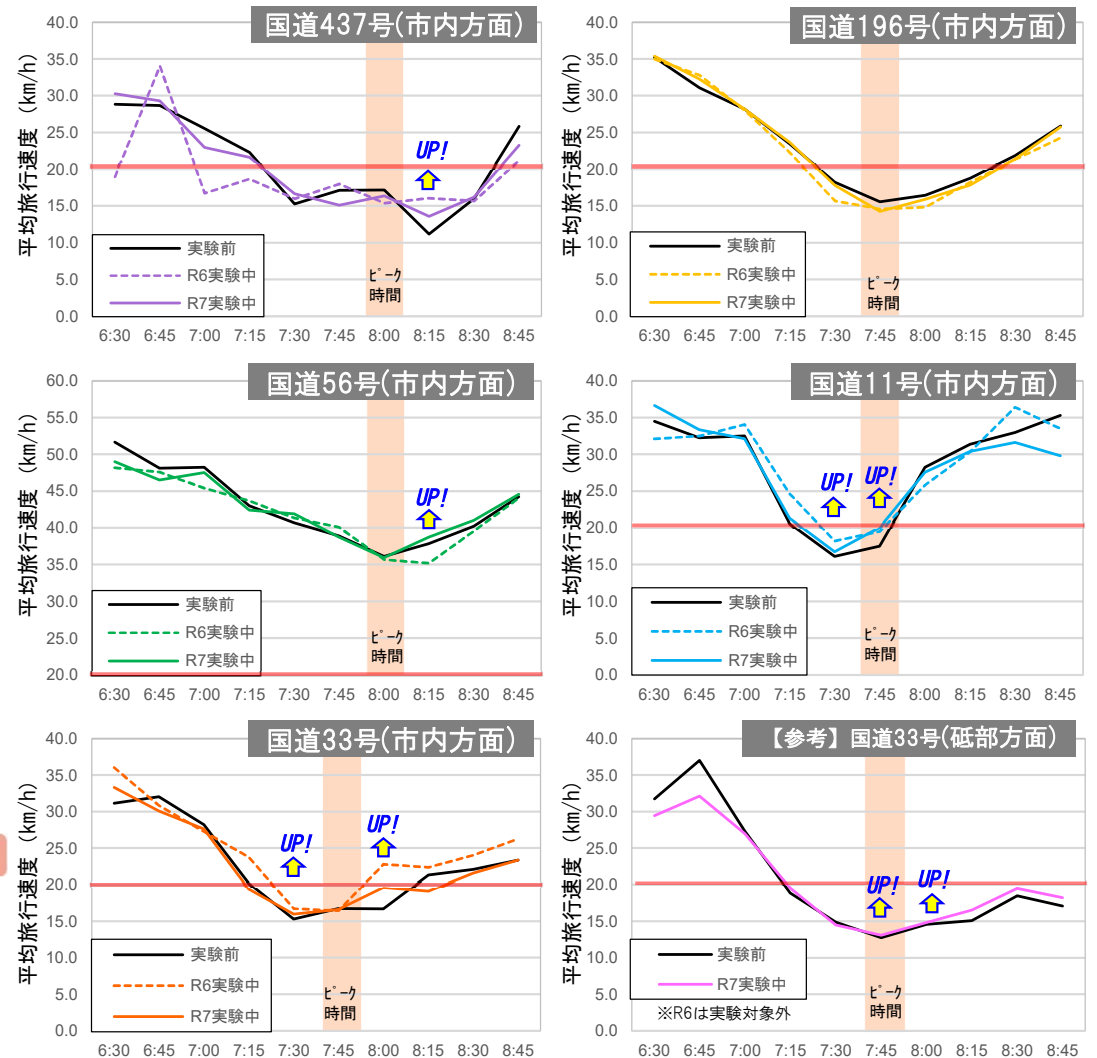 国道437号(市内方面)
平均旅行速度 (km/h)
40.0
35.0
30.0
25.0
20.0
15.0
10.0
5.0
0.0
UP!
実験前
R6実験中
R7実験中
ﾋﾟｰｸ
時間
6:30 6:45 7:00 7:15 7:30 7:45 8:00 8:15 8:30 8:45
国道196号(市内方面)
平均旅行速度 (km/h)
40.0
35.0
30.0
25.0
20.0
15.0
10.0
5.0
0.0
実験前
R6実験中
R7実験中
ﾋﾟｰｸ
時間
6:30 6:45 7:00 7:15 7:30 7:45 8:00 8:15 8:30 8:45
国道56号(市内方面)
平均旅行速度 (km/h)
60.0
55.0
50.0
45.0
40.0
35.0
30.0
25.0
20.0
UP!
実験前
R6実験中
R7実験中
ﾋﾟｰｸ
時間
6:30 6:45 7:00 7:15 7:30 7:45 8:00 8:15 8:30 8:45
国道11号(市内方面)
平均旅行速度 (km/h)
40.0
35.0
30.0
25.0
20.0
15.0
10.0
5.0
0.0
UP! UP!
実験前
R6実験中
R7実験中
ﾋﾟｰｸ
時間
6:30 6:45 7:00 7:15 7:30 7:45 8:00 8:15 8:30 8:45
国道33号(市内方面)
平均旅行速度 (km/h)
40.0
35.0
30.0
25.0
20.0
15.0
10.0
5.0
0.0
UP! UP!
実験前
R6実験中
R7実験中
ﾋﾟｰｸ
時間
6:30 6:45 7:00 7:15 7:30 7:45 8:00 8:15 8:30 8:45
【参考】国道33号(砥部方面)
平均旅行速度 (km/h)
40.0
35.0
30.0
25.0
20.0
15.0
10.0
5.0
0.0
UP! UP!
実験前
R7実験中
※R6は実験対象外
ﾋﾟｰｸ
時間
6:30 6:45 7:00 7:15 7:30 7:45 8:00 8:15 8:30 8:45